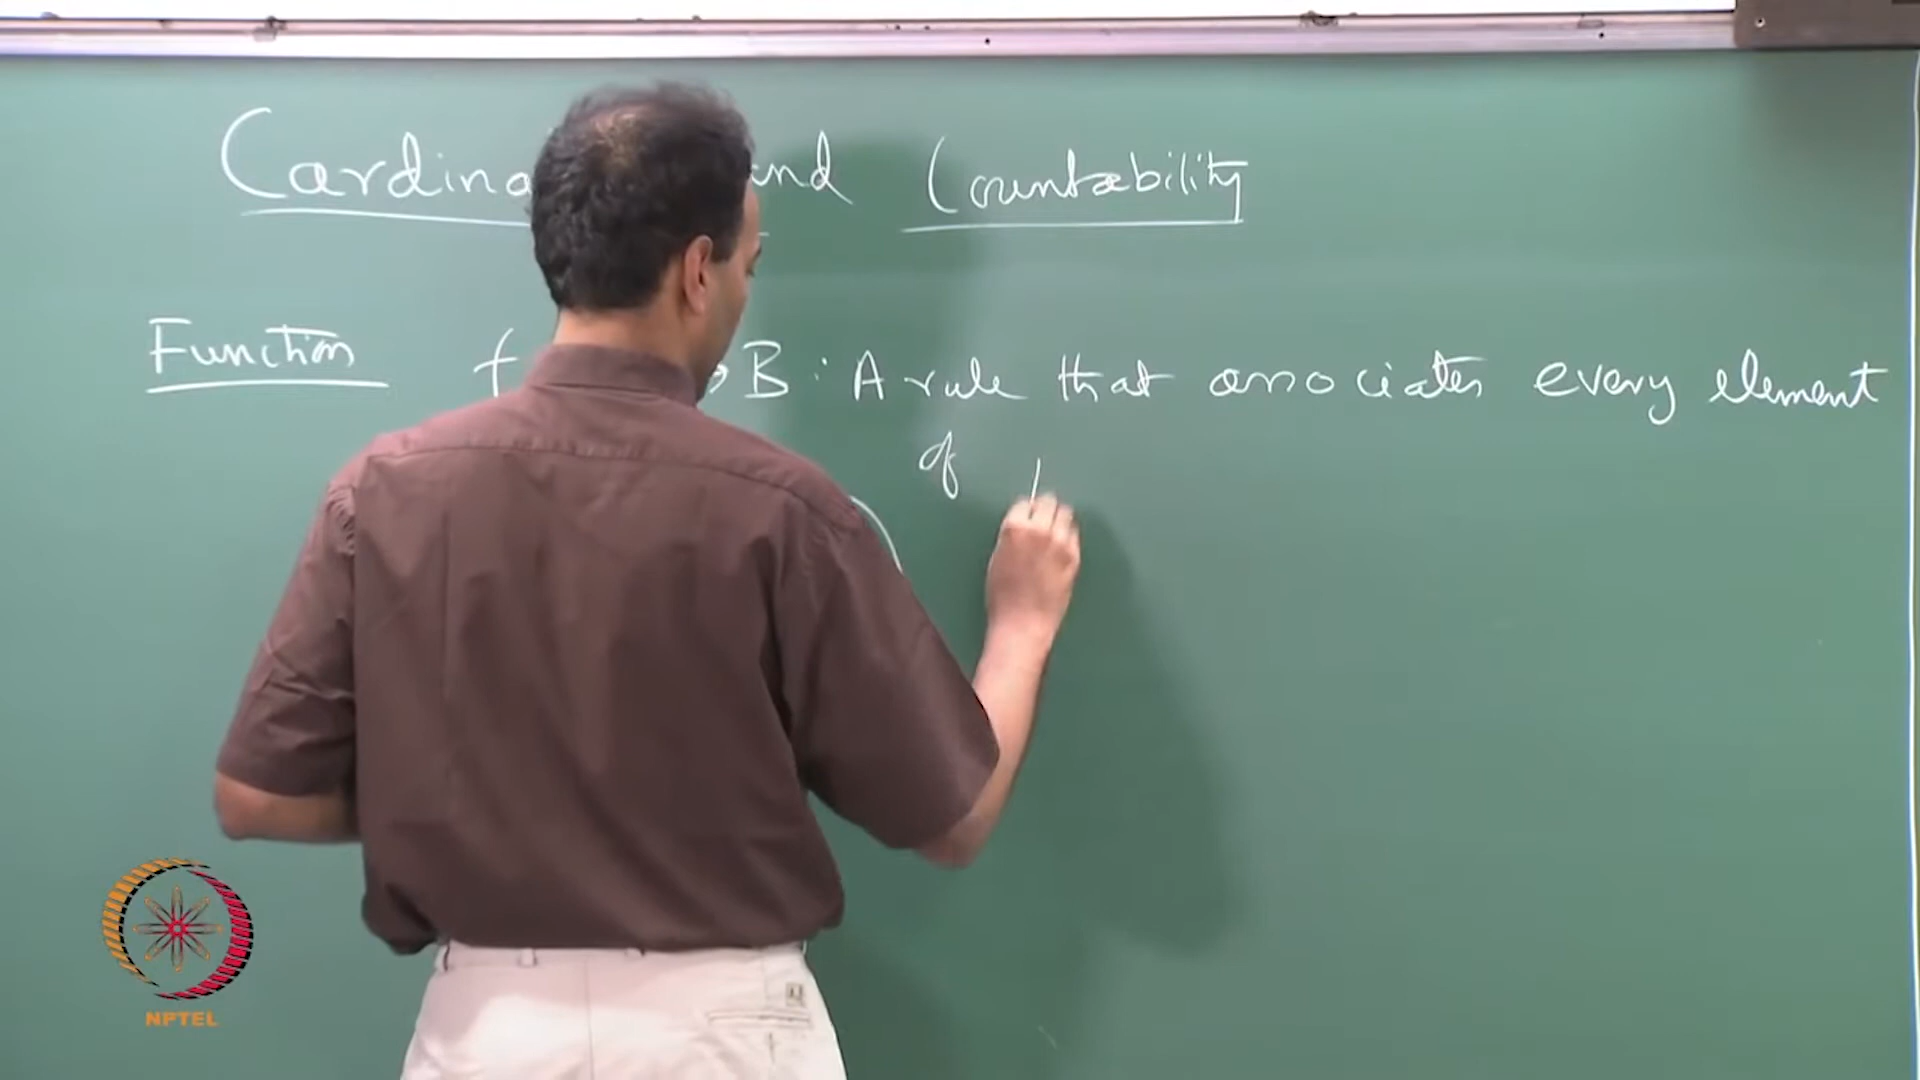 Cardina and Countability
Function f → B : A rule that associates every element
of
NPTEL